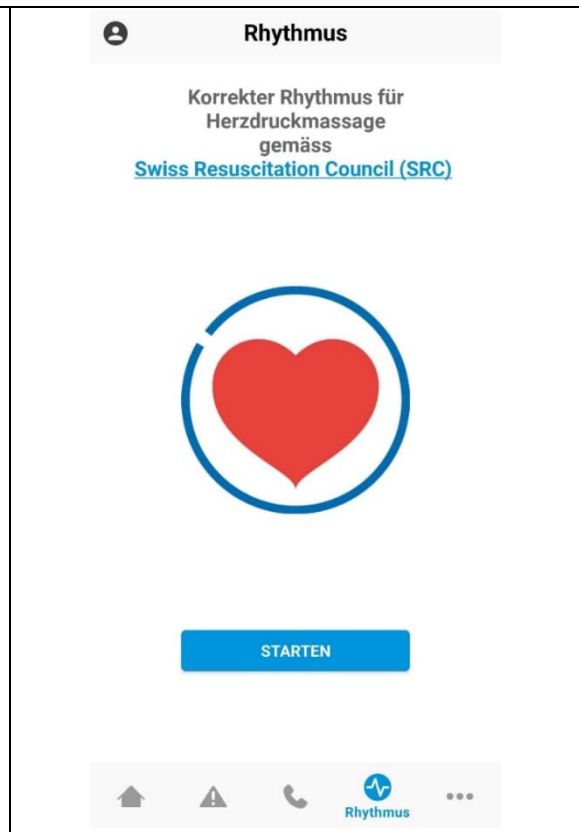 Rhythmus
Korrekter Rhythmus für
Herzdruckmassage
gemäss
Swiss Resuscitation Council (SRC)
STARTEN
Rhythmus